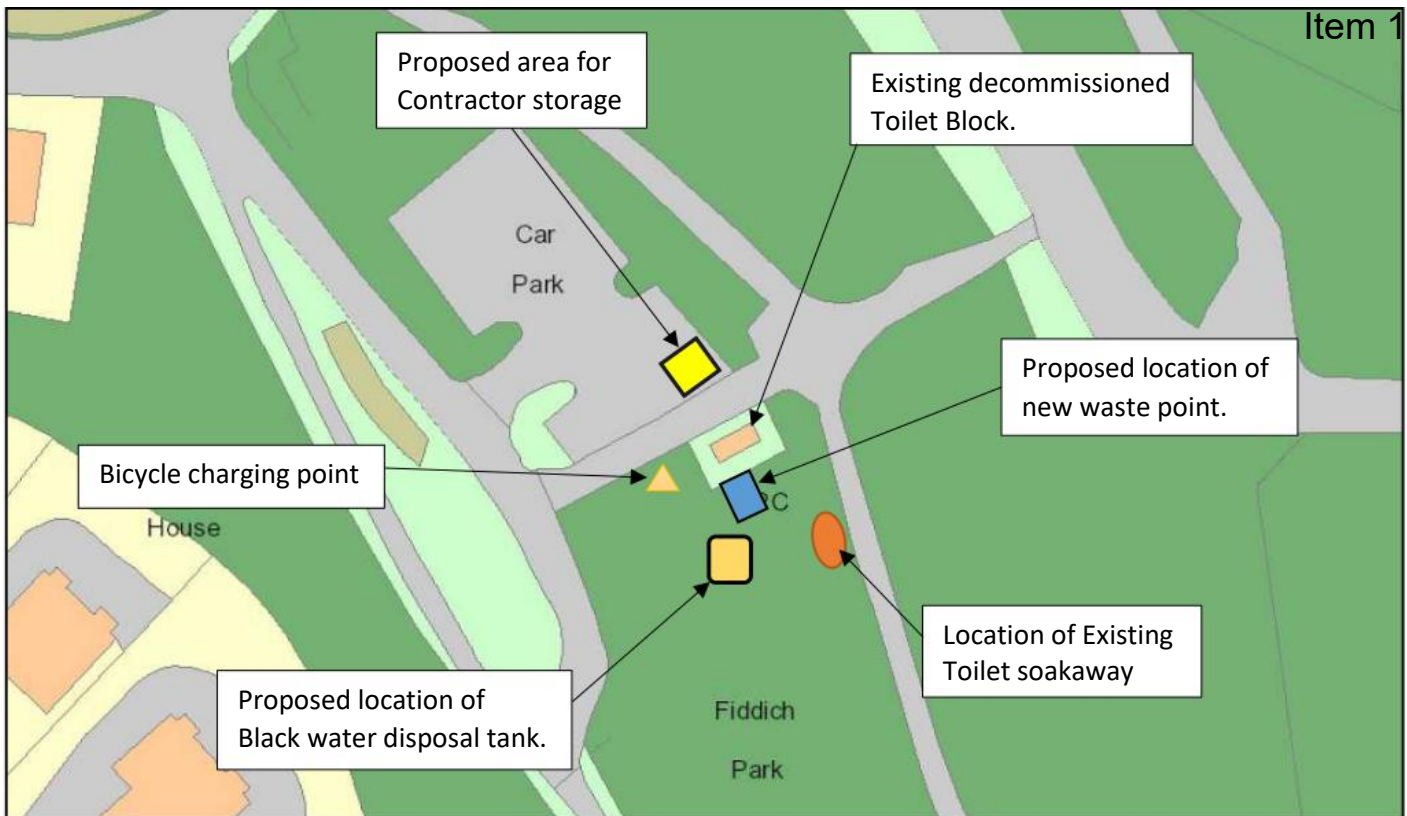 Item 1
Proposed area for
Contractor storage
Existing decommissioned
Toilet Block.
Car
Park
Proposed location of
new waste point.
Bicycle charging point
House
Location of Existing
Toilet soakaway
Proposed location of
Black water disposal tank.
Fiddich
Park